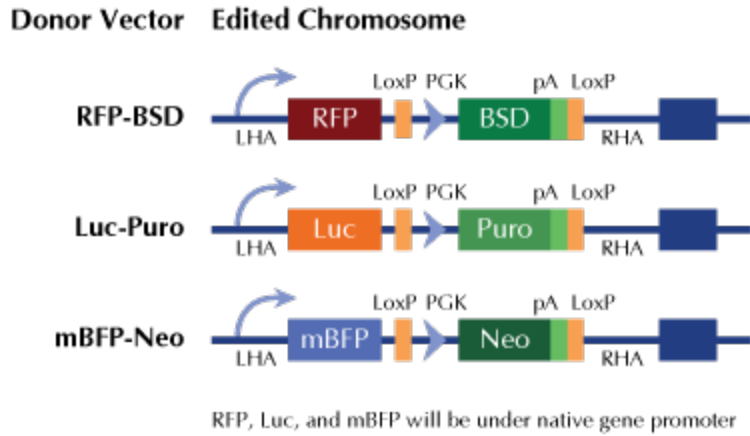 Donor Vector Edited Chromosome
LoxP PGK pA LoxP
RFP-BSD RFP BSD
LHA RHA
LoxP PGK pA LoxP
Luc-Puro Luc Puro
LHA RHA
LoxP PGK pA LoxP
mBFP-Neo mBFP Neo
LHA RHA
RFP, Luc, and mBFP will be under native gene promoter